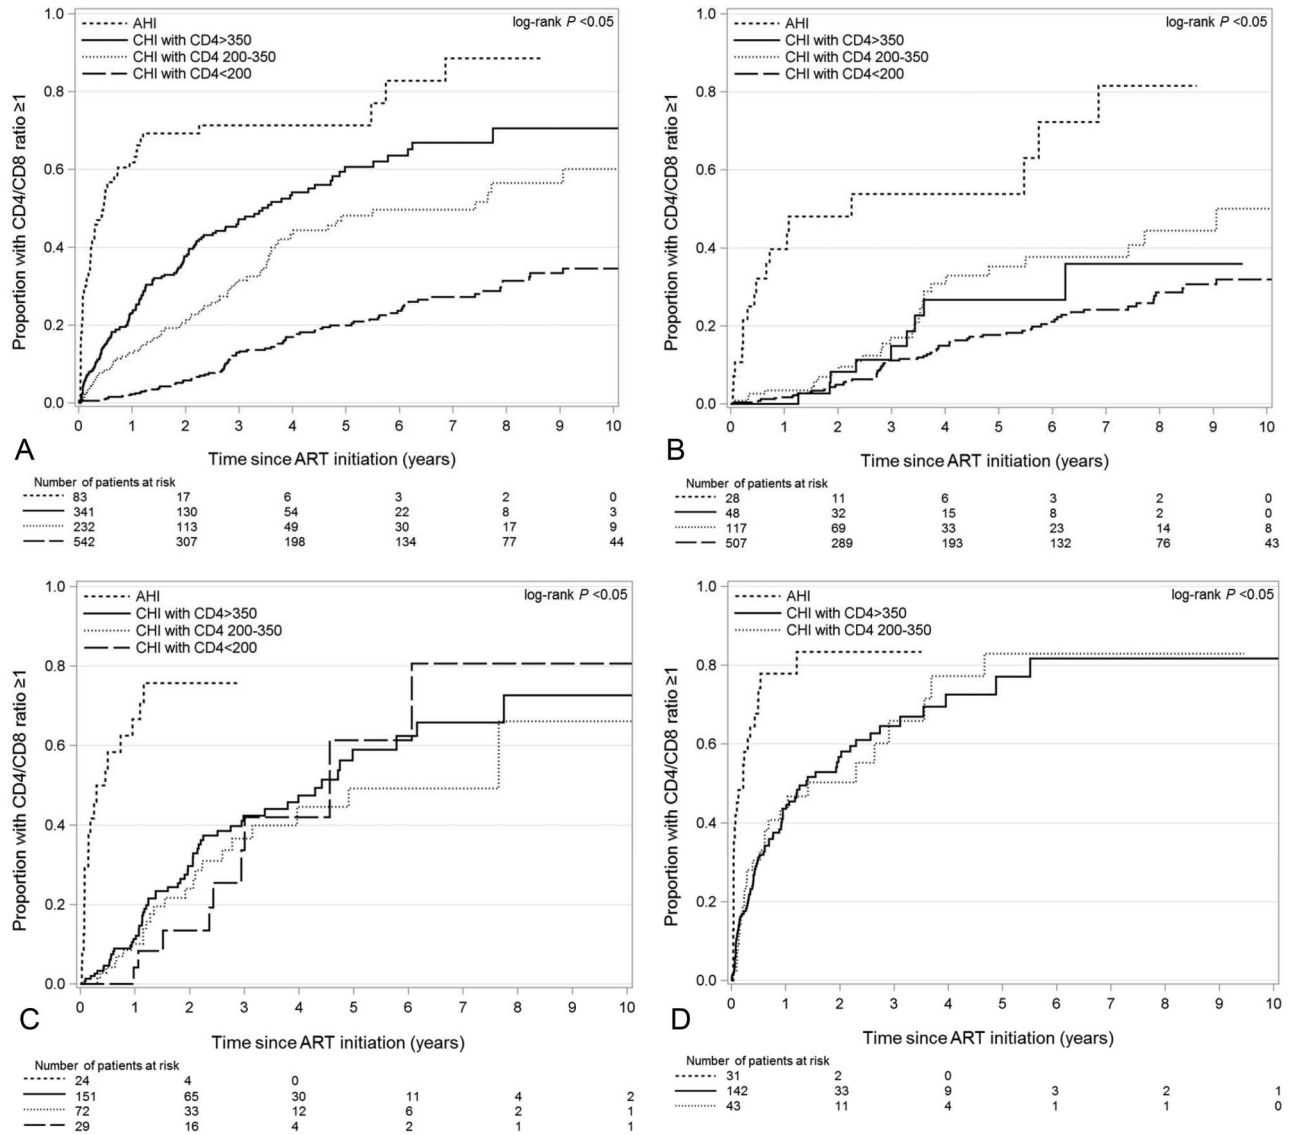 AHI
CHI with CD4>350
CHI with CD4 200-350
CHI with CD4<200
log-rank P <0.05
Proportion with CD4/CD8 ratio ≥1
1.0
0.8
0.6
0.4
0.2
0.0
0 1 2 3 4 5 6 7 8 9 10
A
Time since ART initiation (years)
Number of patients at risk
83 17 6 3 2 0
341 130 54 22 8 3
232 113 49 30 17 9
542 307 198 134 77 44
AHI
CHI with CD4>350
CHI with CD4 200-350
CHI with CD4<200
log-rank P <0.05
Proportion with CD4/CD8 ratio ≥1
1.0
0.8
0.6
0.4
0.2
0.0
0 1 2 3 4 5 6 7 8 9 10
B
Time since ART initiation (years)
Number of patients at risk
28 11 6 3 2 0
48 32 15 8 2 0
117 69 33 23 14 8
507 289 193 132 76 43
AHI
CHI with CD4>350
CHI with CD4 200-350
CHI with CD4<200
log-rank P <0.05
Proportion with CD4/CD8 ratio ≥1
1.0
0.8
0.6
0.4
0.2
0.0
0 1 2 3 4 5 6 7 8 9 10
C
Time since ART initiation (years)
Number of patients at risk
24 4 0
151 65 30 11 4 2
72 33 12 6 2 1
29 16 4 2 1 1
AHI
CHI with CD4>350
CHI with CD4 200-350
log-rank P <0.05
Proportion with CD4/CD8 ratio ≥1
1.0
0.8
0.6
0.4
0.2
0.0
0 1 2 3 4 5 6 7 8 9 10
D
Time since ART initiation (years)
Number of patients at risk
31 2 0
142 33 9 3 2 1
43 11 4 1 1 0